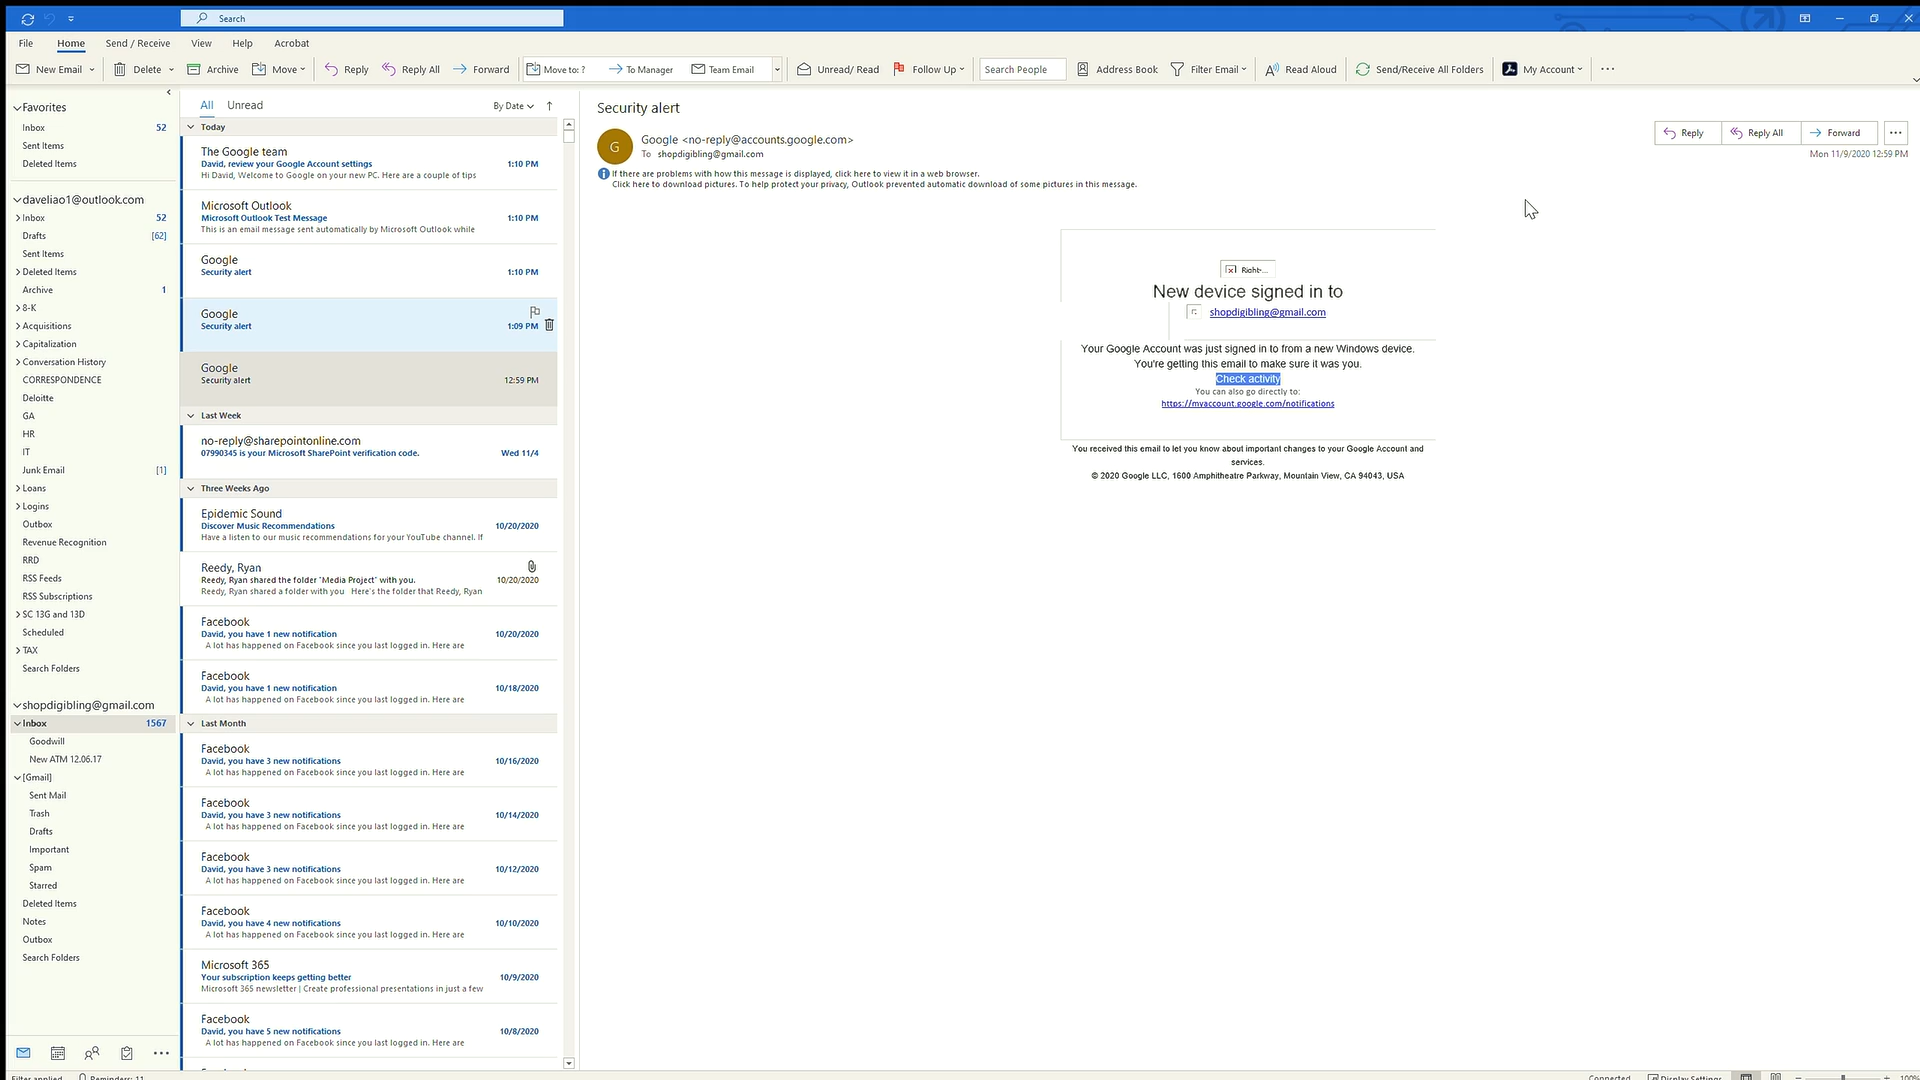 Search
File Home Send / Receive View Help Acrobat
New Email Delete Archive Move Reply Reply All Forward Move to: ? To Manager Team Email Unread/ Read Follow Up Search People Address Book Filter Email Read Aloud Send/Receive All Folders My Account
Favorites
Inbox 52
Sent Items
Deleted Items
daveliao1@outlook.com
Inbox 52
Drafts [62]
Sent Items
Deleted Items
Archive 1
8-K
Acquisitions
Capitalization
Conversation History
CORRESPONDENCE
Deloitte
GA
HR
IT
Junk Email [1]
Loans
Logins
Outbox
Revenue Recognition
RRD
RSS Feeds
RSS Subscriptions
SC 13G and 13D
Scheduled
TAX
Search Folders
shopdigibling@gmail.com
Inbox 1567
Goodwill
New ATM 12.06.17
[Gmail]
Sent Mail
Trash
Drafts
Important
Spam
Starred
Deleted Items
Notes
Outbox
Search Folders
All Unread By Date
Today
The Google team
David, review your Google Account settings 1:10 PM
Hi David, Welcome to Google on your new PC. Here are a couple of tips
Microsoft Outlook
Microsoft Outlook Test Message 1:10 PM
This is an email message sent automatically by Microsoft Outlook while
Google
Security alert 1:10 PM
Google
Security alert 1:09 PM
Google
Security alert 12:59 PM
Last Week
no-reply@sharepointonline.com
07990345 is your Microsoft SharePoint verification code. Wed 11/4
Three Weeks Ago
Epidemic Sound
Discover Music Recommendations 10/20/2020
Have a listen to our music recommendations for your YouTube channel. If
Reedy, Ryan
Reedy, Ryan shared the folder "Media Project" with you. 10/20/2020
Reedy, Ryan shared a folder with you Here's the folder that Reedy, Ryan
Facebook
David, you have 1 new notification 10/20/2020
A lot has happened on Facebook since you last logged in. Here are
Facebook
David, you have 1 new notification 10/18/2020
A lot has happened on Facebook since you last logged in. Here are
Last Month
Facebook
David, you have 3 new notifications 10/16/2020
A lot has happened on Facebook since you last logged in. Here are
Facebook
David, you have 3 new notifications 10/14/2020
A lot has happened on Facebook since you last logged in. Here are
Facebook
David, you have 3 new notifications 10/12/2020
A lot has happened on Facebook since you last logged in. Here are
Facebook
David, you have 4 new notifications 10/10/2020
A lot has happened on Facebook since you last logged in. Here are
Microsoft 365
Your subscription keeps getting better 10/9/2020
Microsoft 365 newsletter | Create professional presentations in just a few
Facebook
David, you have 5 new notifications 10/8/2020
A lot has happened on Facebook since you last logged in. Here are
Security alert
G
Google <no-reply@accounts.google.com>
To shopdigibling@gmail.com
Reply Reply All Forward
Mon 11/9/2020 12:59 PM
If there are problems with how this message is displayed, click here to view it in a web browser.
Click here to download pictures. To help protect your privacy, Outlook prevented automatic download of some pictures in this message.
Right-...
New device signed in to
shopdigibling@gmail.com
Your Google Account was just signed in to from a new Windows device.
You're getting this email to make sure it was you.
Check activity
You can also go directly to:
https://myaccount.google.com/notifications
You received this email to let you know about important changes to your Google Account and
services.
© 2020 Google LLC, 1600 Amphitheatre Parkway, Mountain View, CA 94043, USA
Filter applied Reminders: 11 Connected Display Settings 100%